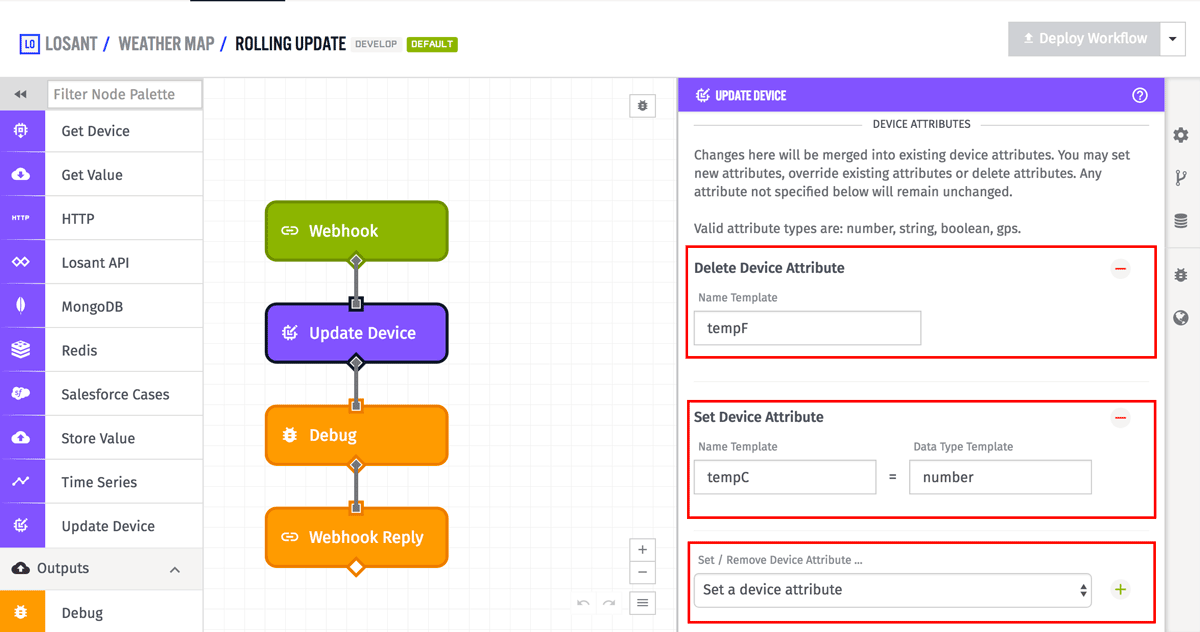 LO LOSANT / WEATHER MAP / ROLLING UPDATE DEVELOP DEFAULT
Deploy Workflow
Filter Node Palette
Get Device
Get Value
HTTP HTTP
Losant API
MongoDB
Redis
sf Salesforce Cases
Store Value
Time Series
Update Device
Outputs
Debug
Webhook
Update Device
Debug
Webhook Reply
UPDATE DEVICE
DEVICE ATTRIBUTES
Changes here will be merged into existing device attributes. You may set
new attributes, override existing attributes or delete attributes. Any
attribute not specified below will remain unchanged.
Valid attribute types are: number, string, boolean, gps.
Delete Device Attribute
Name Template
tempF
Set Device Attribute
Name Template Data Type Template
tempC = number
Set / Remove Device Attribute ...
Set a device attribute